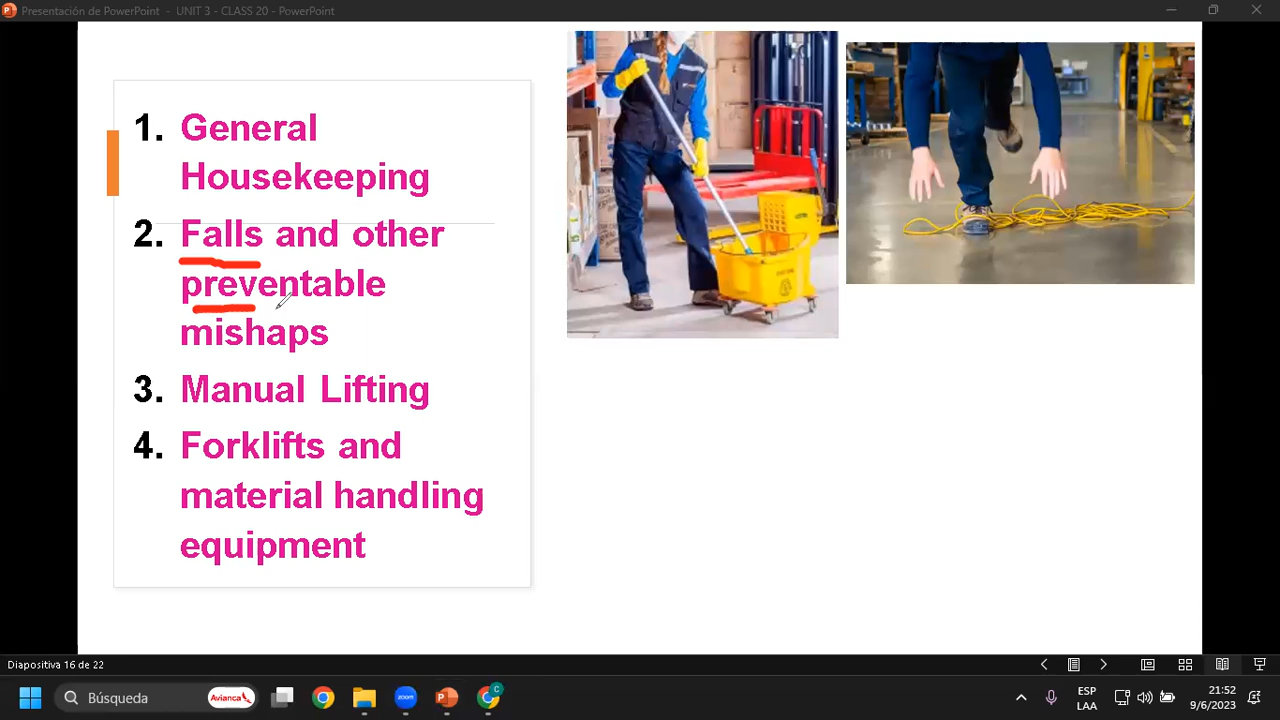 Presentación de PowerPoint - UNIT 3 - CLASS 20 - PowerPoint
1. General
Housekeeping
2. Falls and other
preventable
mishaps
3. Manual Lifting
4. Forklifts and
material handling
equipment
Diapositiva 16 de 22
Búsqueda
Avianca
zoom
C
ESP
LAA
21:52
9/6/2023